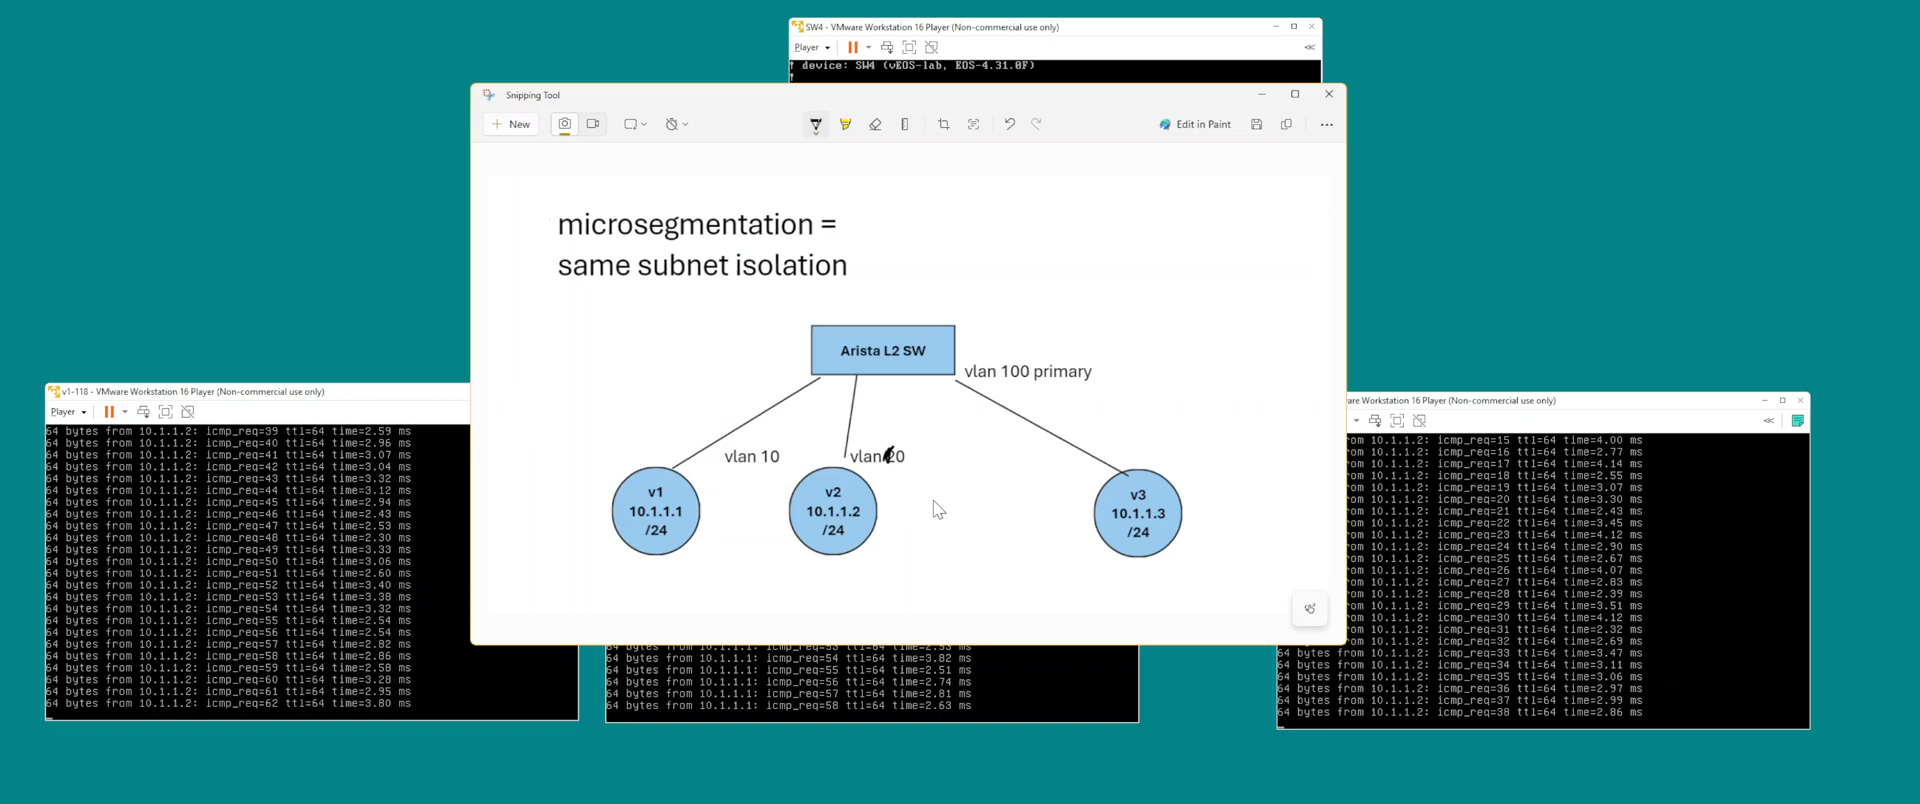 SW4 - VMware Workstation 16 Player (Non-commercial use only)
Player
! device: SW4 (vEOS-lab, EOS-4.31.0F)
!
Snipping Tool
New
Edit in Paint
microsegmentation =
same subnet isolation
Arista L2 SW
vlan 100 primary
vlan 10
vlan 20
v1
10.1.1.1
/24
v2
10.1.1.2
/24
v3
10.1.1.3
/24
v1-118 - VMware Workstation 16 Player (Non-commercial use only)
Player
64 bytes from 10.1.1.2: icmp_req=39 ttl=64 time=2.59 ms
64 bytes from 10.1.1.2: icmp_req=40 ttl=64 time=2.96 ms
64 bytes from 10.1.1.2: icmp_req=41 ttl=64 time=3.07 ms
64 bytes from 10.1.1.2: icmp_req=42 ttl=64 time=3.04 ms
64 bytes from 10.1.1.2: icmp_req=43 ttl=64 time=3.32 ms
64 bytes from 10.1.1.2: icmp_req=44 ttl=64 time=3.12 ms
64 bytes from 10.1.1.2: icmp_req=45 ttl=64 time=2.94 ms
64 bytes from 10.1.1.2: icmp_req=46 ttl=64 time=2.43 ms
64 bytes from 10.1.1.2: icmp_req=47 ttl=64 time=2.53 ms
64 bytes from 10.1.1.2: icmp_req=48 ttl=64 time=2.30 ms
64 bytes from 10.1.1.2: icmp_req=49 ttl=64 time=3.33 ms
64 bytes from 10.1.1.2: icmp_req=50 ttl=64 time=3.06 ms
64 bytes from 10.1.1.2: icmp_req=51 ttl=64 time=2.60 ms
64 bytes from 10.1.1.2: icmp_req=52 ttl=64 time=3.40 ms
64 bytes from 10.1.1.2: icmp_req=53 ttl=64 time=3.38 ms
64 bytes from 10.1.1.2: icmp_req=54 ttl=64 time=3.32 ms
64 bytes from 10.1.1.2: icmp_req=55 ttl=64 time=2.54 ms
64 bytes from 10.1.1.2: icmp_req=56 ttl=64 time=2.54 ms
64 bytes from 10.1.1.2: icmp_req=57 ttl=64 time=2.82 ms
64 bytes from 10.1.1.2: icmp_req=58 ttl=64 time=2.86 ms
64 bytes from 10.1.1.2: icmp_req=59 ttl=64 time=2.58 ms
64 bytes from 10.1.1.2: icmp_req=60 ttl=64 time=3.28 ms
64 bytes from 10.1.1.2: icmp_req=61 ttl=64 time=2.95 ms
64 bytes from 10.1.1.2: icmp_req=62 ttl=64 time=3.80 ms
64 bytes from 10.1.1.1: icmp_req=53 ttl=64 time=2.53 ms
64 bytes from 10.1.1.1: icmp_req=54 ttl=64 time=3.82 ms
64 bytes from 10.1.1.1: icmp_req=55 ttl=64 time=2.51 ms
64 bytes from 10.1.1.1: icmp_req=56 ttl=64 time=2.74 ms
64 bytes from 10.1.1.1: icmp_req=57 ttl=64 time=2.81 ms
64 bytes from 10.1.1.1: icmp_req=58 ttl=64 time=2.63 ms
ware Workstation 16 Player (Non-commercial use only)
rom 10.1.1.2: icmp_req=15 ttl=64 time=4.00 ms
rom 10.1.1.2: icmp_req=16 ttl=64 time=2.77 ms
rom 10.1.1.2: icmp_req=17 ttl=64 time=4.14 ms
rom 10.1.1.2: icmp_req=18 ttl=64 time=2.55 ms
rom 10.1.1.2: icmp_req=19 ttl=64 time=3.07 ms
rom 10.1.1.2: icmp_req=20 ttl=64 time=3.30 ms
rom 10.1.1.2: icmp_req=21 ttl=64 time=2.43 ms
rom 10.1.1.2: icmp_req=22 ttl=64 time=3.45 ms
rom 10.1.1.2: icmp_req=23 ttl=64 time=4.12 ms
rom 10.1.1.2: icmp_req=24 ttl=64 time=2.90 ms
rom 10.1.1.2: icmp_req=25 ttl=64 time=2.67 ms
rom 10.1.1.2: icmp_req=26 ttl=64 time=4.07 ms
rom 10.1.1.2: icmp_req=27 ttl=64 time=2.83 ms
rom 10.1.1.2: icmp_req=28 ttl=64 time=2.39 ms
rom 10.1.1.2: icmp_req=29 ttl=64 time=3.51 ms
rom 10.1.1.2: icmp_req=30 ttl=64 time=4.12 ms
rom 10.1.1.2: icmp_req=31 ttl=64 time=2.32 ms
rom 10.1.1.2: icmp_req=32 ttl=64 time=2.69 ms
64 bytes from 10.1.1.2: icmp_req=33 ttl=64 time=3.47 ms
64 bytes from 10.1.1.2: icmp_req=34 ttl=64 time=3.11 ms
64 bytes from 10.1.1.2: icmp_req=35 ttl=64 time=3.06 ms
64 bytes from 10.1.1.2: icmp_req=36 ttl=64 time=2.97 ms
64 bytes from 10.1.1.2: icmp_req=37 ttl=64 time=2.99 ms
64 bytes from 10.1.1.2: icmp_req=38 ttl=64 time=2.86 ms